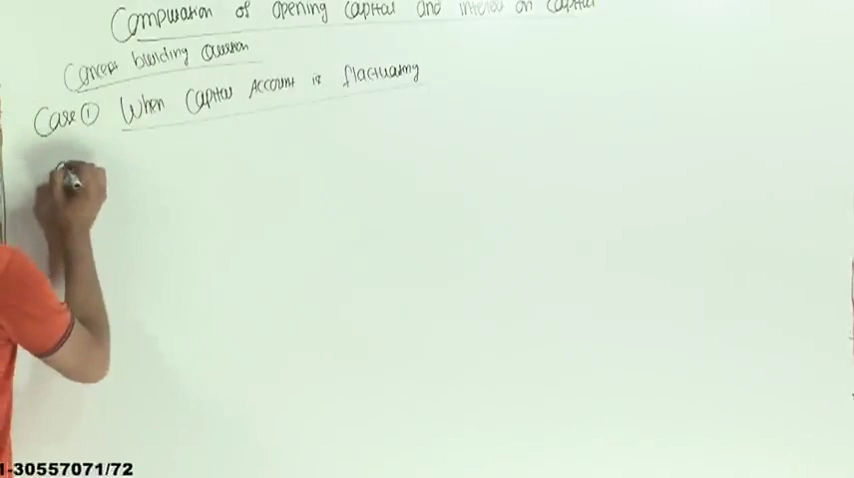 Computation of opening capital and interest on capital
Concept building Question
Case ① When Capital Account is flactuating
1-30557071/72